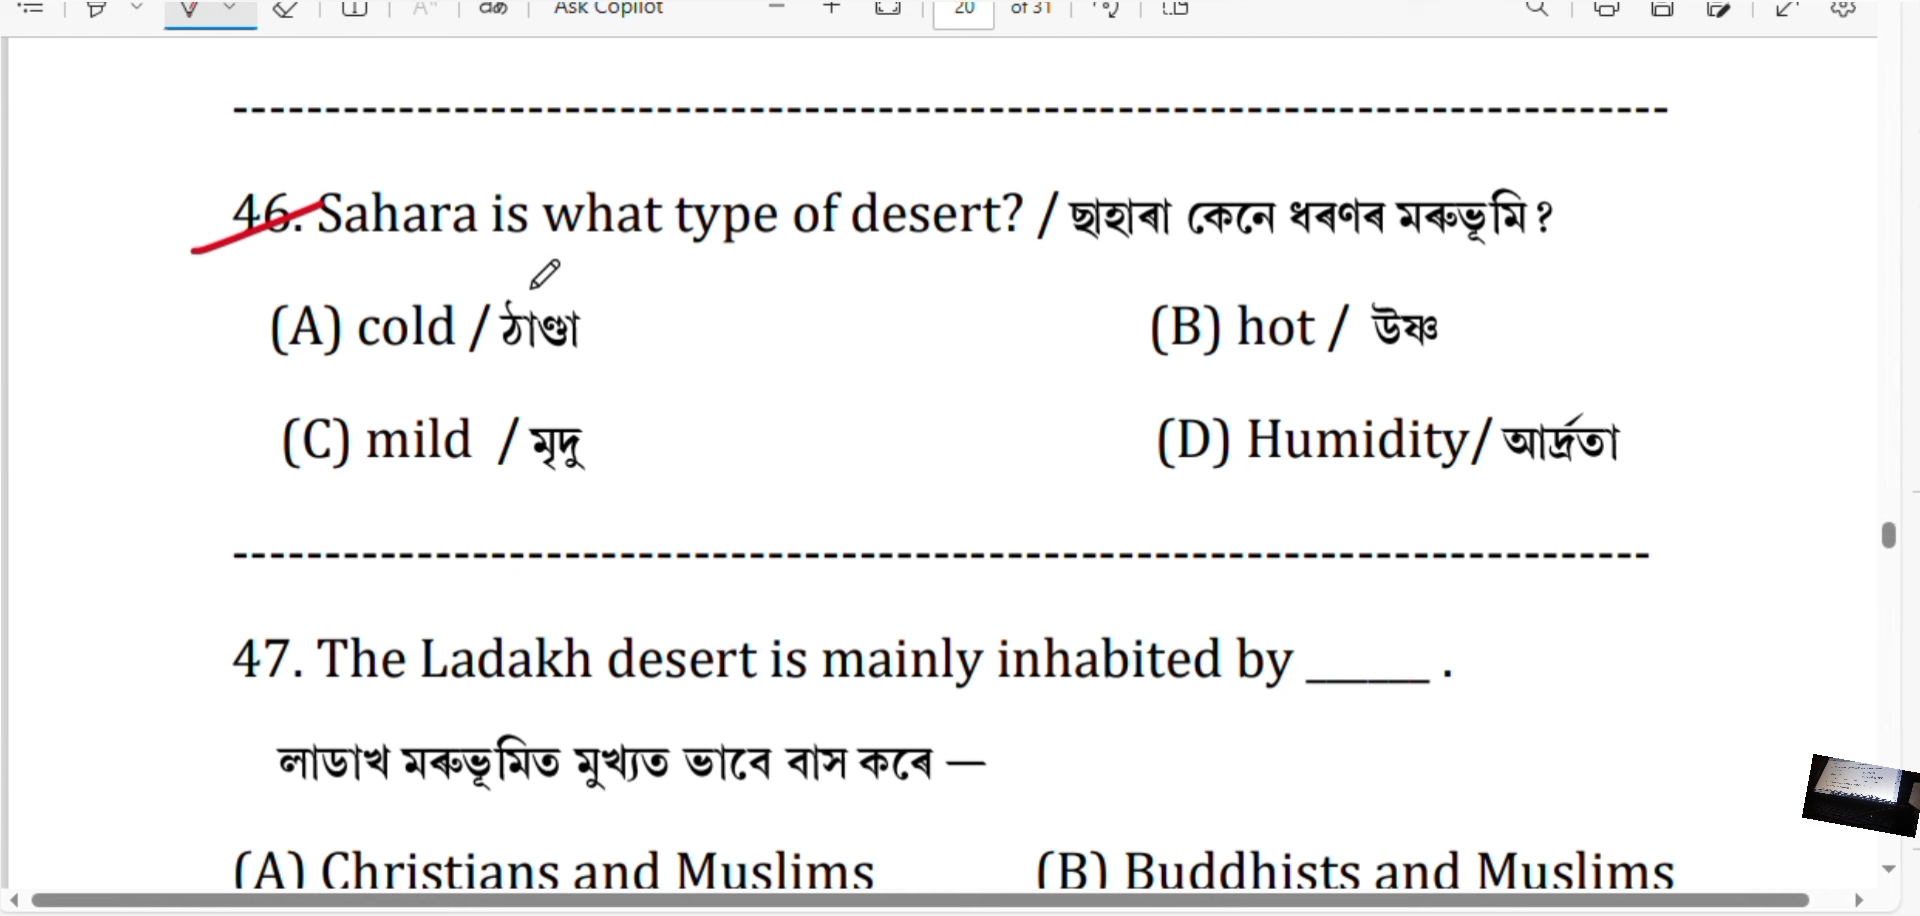 Ask Copilot
20 of 31
46. Sahara is what type of desert? / ছাহাৰা কেনে ধৰণৰ মৰুভূমি ?
(A) cold / ঠাণ্ডা (B) hot / উষ্ণ
(C) mild / মৃদু (D) Humidity/ আৰ্দ্ৰতা
47. The Ladakh desert is mainly inhabited by ______ .
লাডাখ মৰুভূমিত মুখ্যত ভাবে বাস কৰে —
(A) Christians and Muslims (B) Buddhists and Muslims